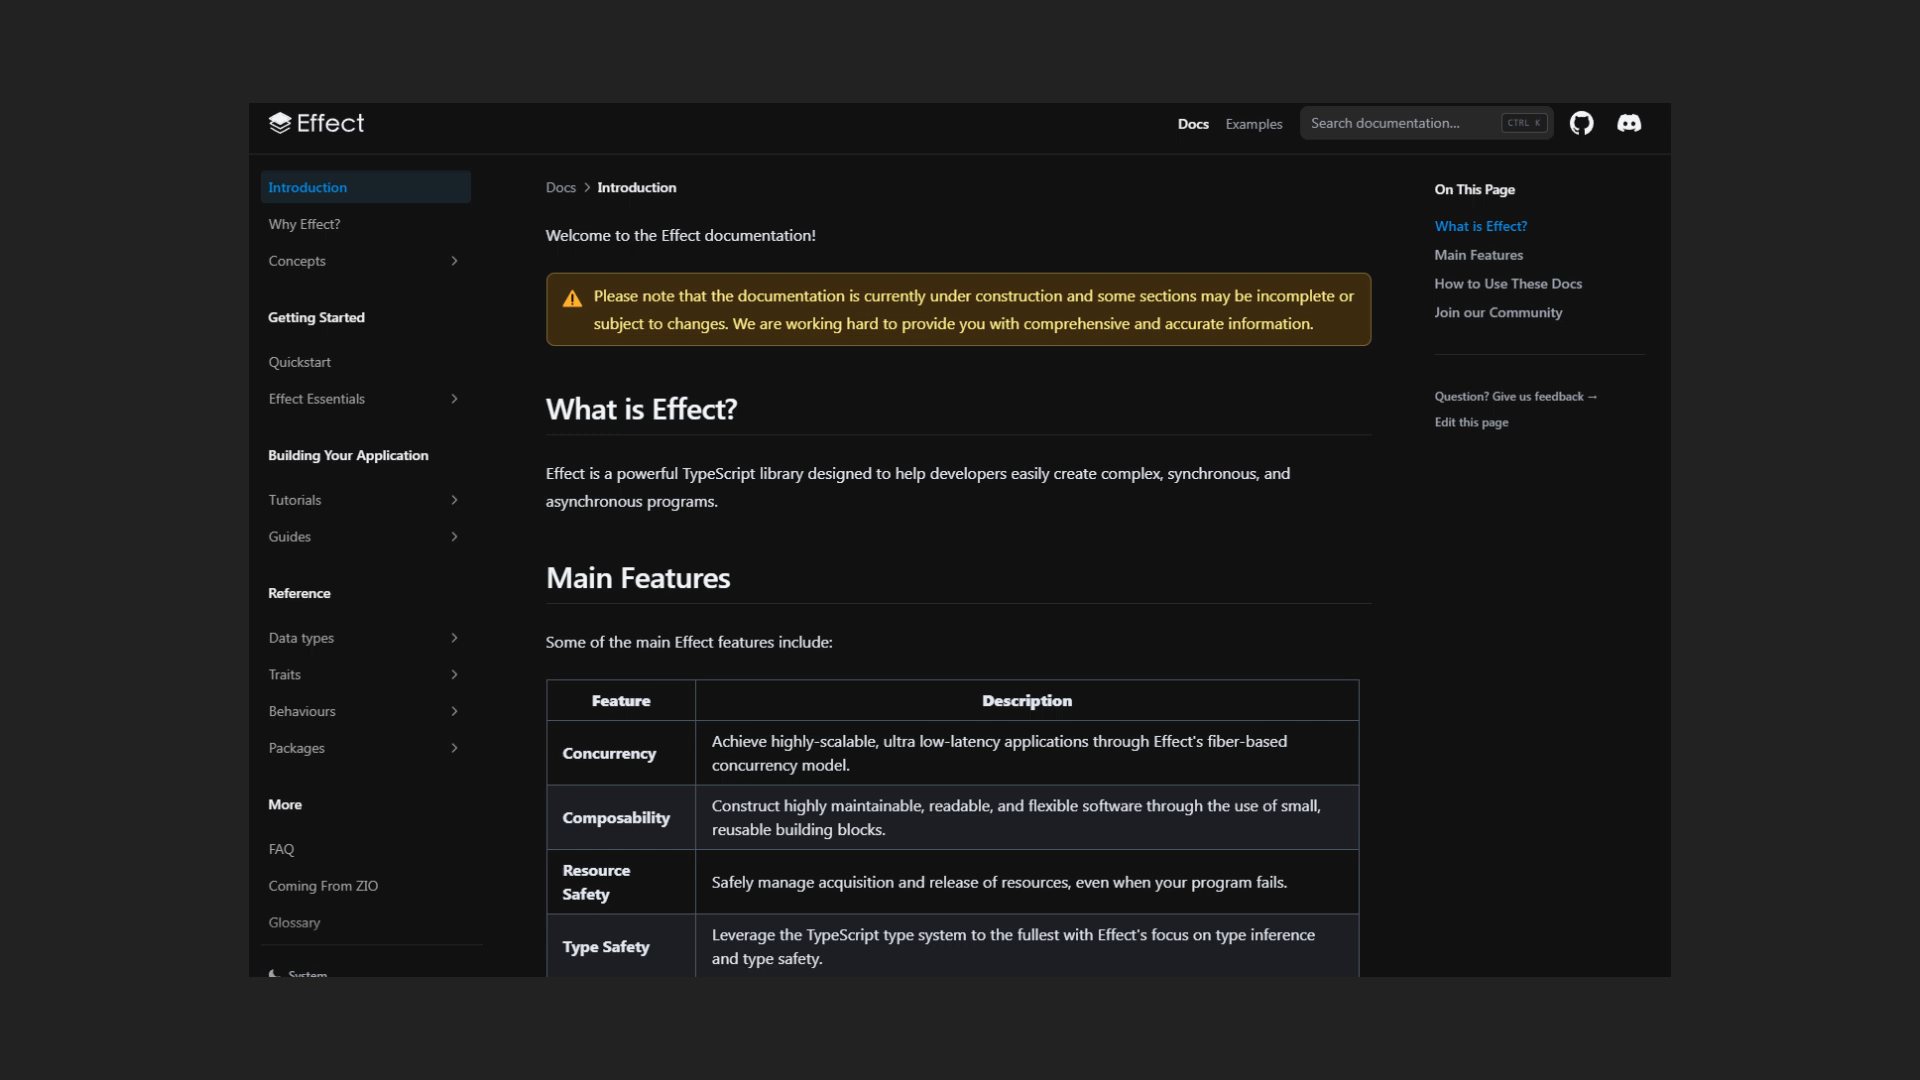 Effect
Docs
Examples
Search documentation...
CTRL K
Introduction
Why Effect?
Concepts
Getting Started
Quickstart
Effect Essentials
Building Your Application
Tutorials
Guides
Reference
Data types
Traits
Behaviours
Packages
More
FAQ
Coming From ZIO
Glossary
System
Docs > Introduction
Welcome to the Effect documentation!
Please note that the documentation is currently under construction and some sections may be incomplete or
subject to changes. We are working hard to provide you with comprehensive and accurate information.
What is Effect?
Effect is a powerful TypeScript library designed to help developers easily create complex, synchronous, and
asynchronous programs.
Main Features
Some of the main Effect features include:
Feature
Description
Concurrency
Achieve highly-scalable, ultra low-latency applications through Effect's fiber-based
concurrency model.
Composability
Construct highly maintainable, readable, and flexible software through the use of small,
reusable building blocks.
Resource
Safety
Safely manage acquisition and release of resources, even when your program fails.
Type Safety
Leverage the TypeScript type system to the fullest with Effect's focus on type inference
and type safety.
On This Page
What is Effect?
Main Features
How to Use These Docs
Join our Community
Question? Give us feedback →
Edit this page